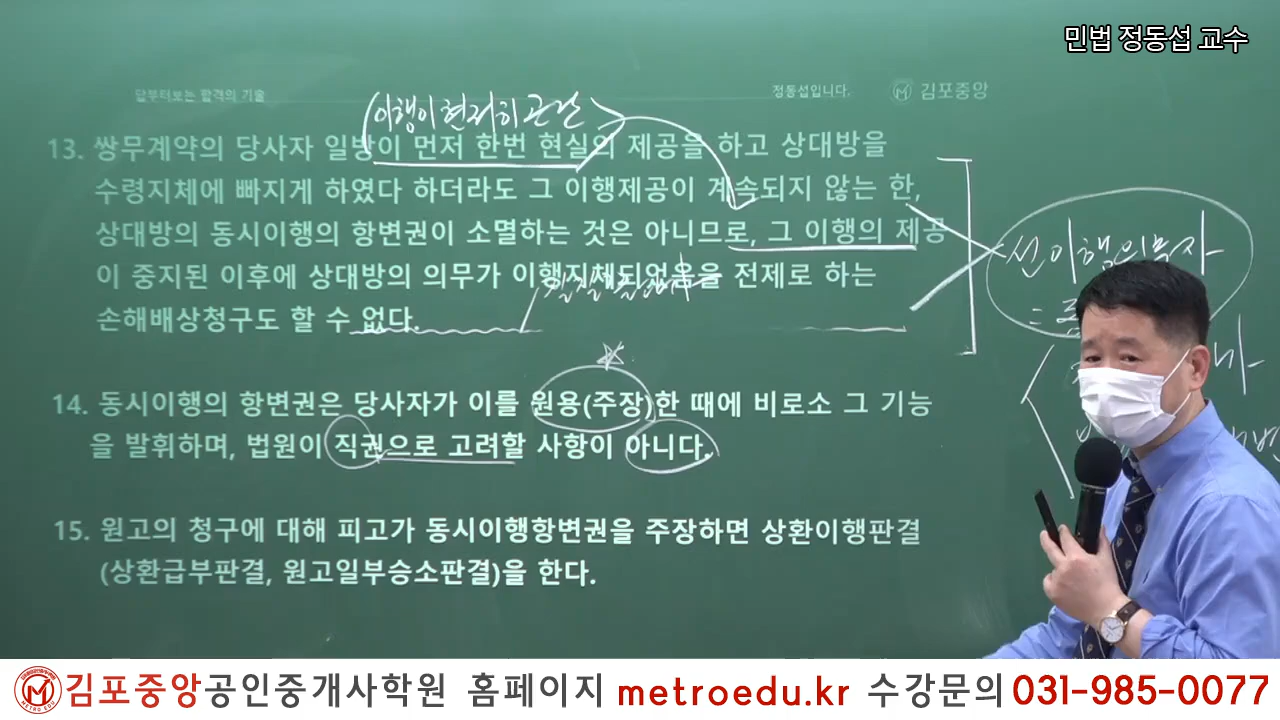 민법 정동섭 교수
답부터보는 합격의 기술
정동섭입니다.
김포중앙
이행이 현저히 곤란
13. 쌍무계약의 당사자 일방이 먼저 한번 현실의 제공을 하고 상대방을
수령지체에 빠지게 하였다 하더라도 그 이행제공이 계속되지 않는 한,
상대방의 동시이행의 항변권이 소멸하는 것은 아니므로, 그 이행의 제공
이 중지된 이후에 상대방의 의무가 이행지체되었음을 전제로 하는
손해배상청구도 할 수 없다.
선이행의무자
14. 동시이행의 항변권은 당사자가 이를 원용(주장)한 때에 비로소 그 기능
을 발휘하며, 법원이 직권으로 고려할 사항이 아니다.
15. 원고의 청구에 대해 피고가 동시이행항변권을 주장하면 상환이행판결
(상환급부판결, 원고일부승소판결)을 한다.
김포중앙공인중개사학원 홈페이지 metroedu.kr 수강문의 031-985-0077